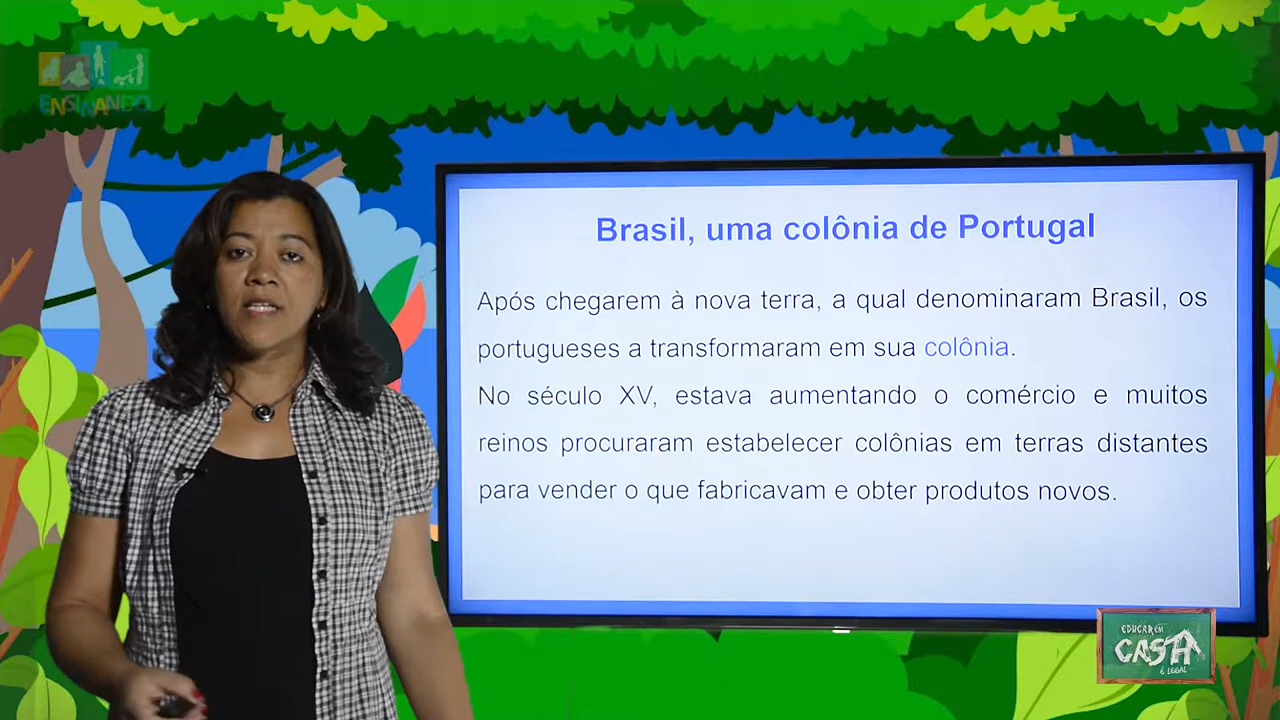 ENSINANDO
Brasil, uma colônia de Portugal
Após chegarem à nova terra, a qual denominaram Brasil, os
portugueses a transformaram em sua colônia.
No século XV, estava aumentando o comércio e muitos
reinos procuraram estabelecer colônias em terras distantes
para vender o que fabricavam e obter produtos novos.
EDUCAR EM
CASA
É LEGAL